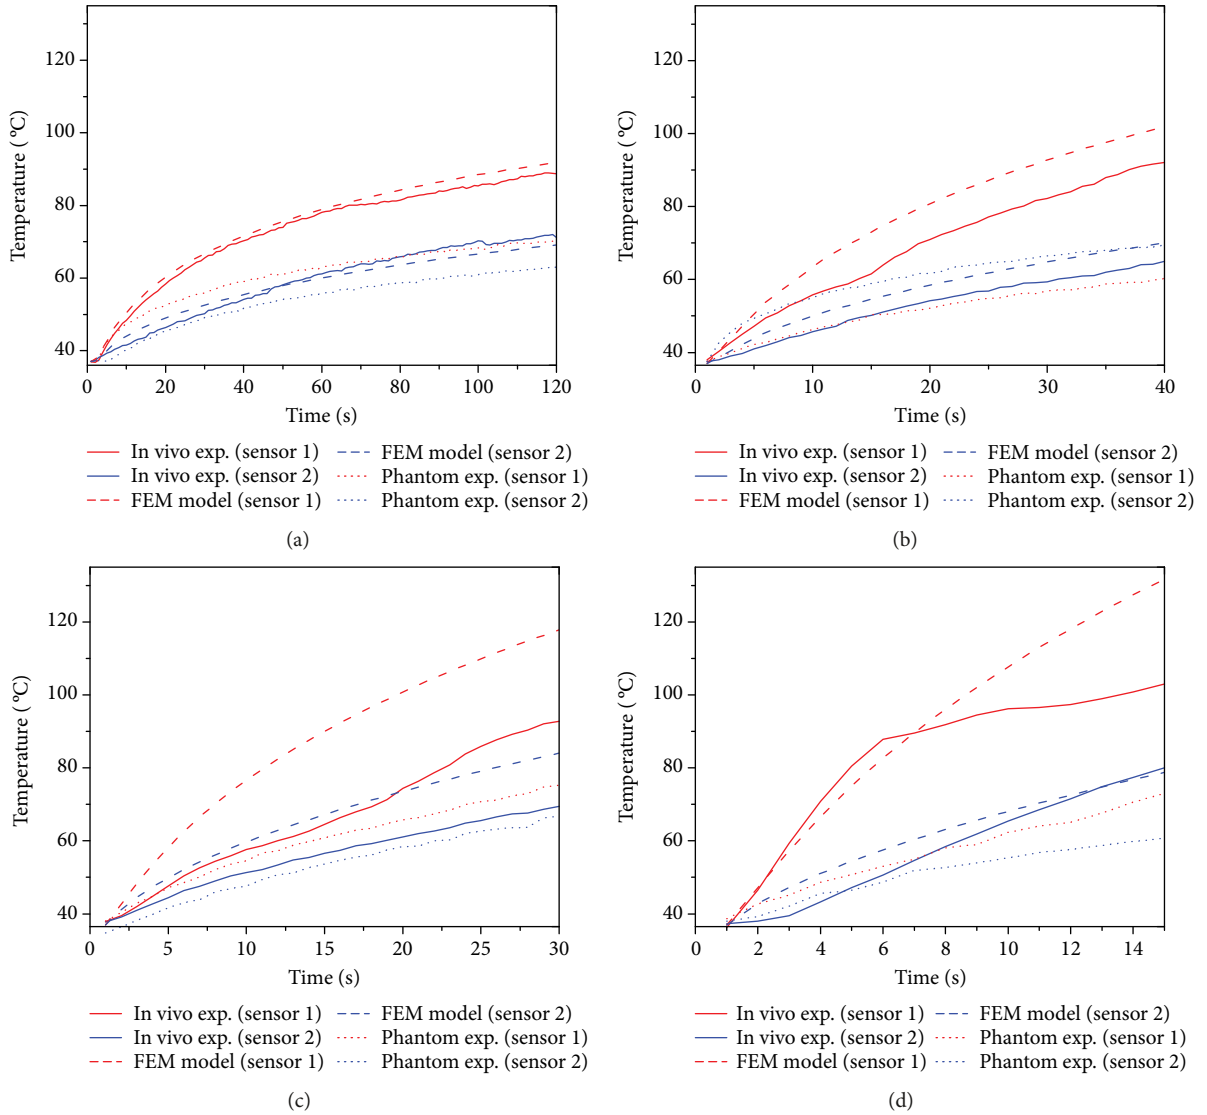 120
100
80
60
40
Temperature ( ºC)
0 20 40 60 80 100 120
Time (s)
In vivo exp. (sensor 1)
In vivo exp. (sensor 2)
FEM model (sensor 1)
FEM model (sensor 2)
Phantom exp. (sensor 1)
Phantom exp. (sensor 2)
(a)
120
100
80
60
40
Temperature ( ºC)
0 10 20 30 40
Time (s)
In vivo exp. (sensor 1)
In vivo exp. (sensor 2)
FEM model (sensor 1)
FEM model (sensor 2)
Phantom exp. (sensor 1)
Phantom exp. (sensor 2)
(b)
120
100
80
60
40
Temperature ( ºC)
0 5 10 15 20 25 30
Time (s)
In vivo exp. (sensor 1)
In vivo exp. (sensor 2)
FEM model (sensor 1)
FEM model (sensor 2)
Phantom exp. (sensor 1)
Phantom exp. (sensor 2)
(c)
120
100
80
60
40
Temperature ( ºC)
0 2 4 6 8 10 12 14
Time (s)
In vivo exp. (sensor 1)
In vivo exp. (sensor 2)
FEM model (sensor 1)
FEM model (sensor 2)
Phantom exp. (sensor 1)
Phantom exp. (sensor 2)
(d)